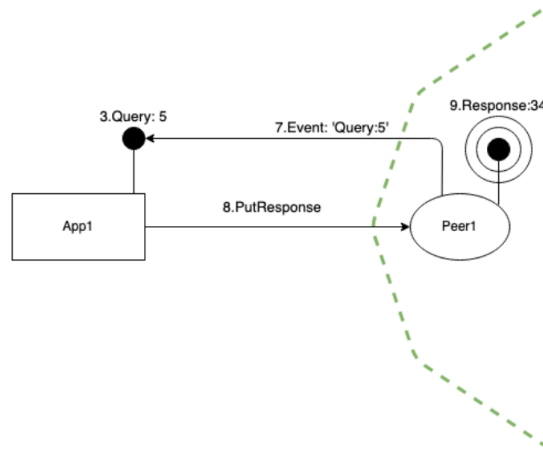 9.Response:34
3.Query: 5
7.Event: 'Query:5'
8.PutResponse
App1
Peer1